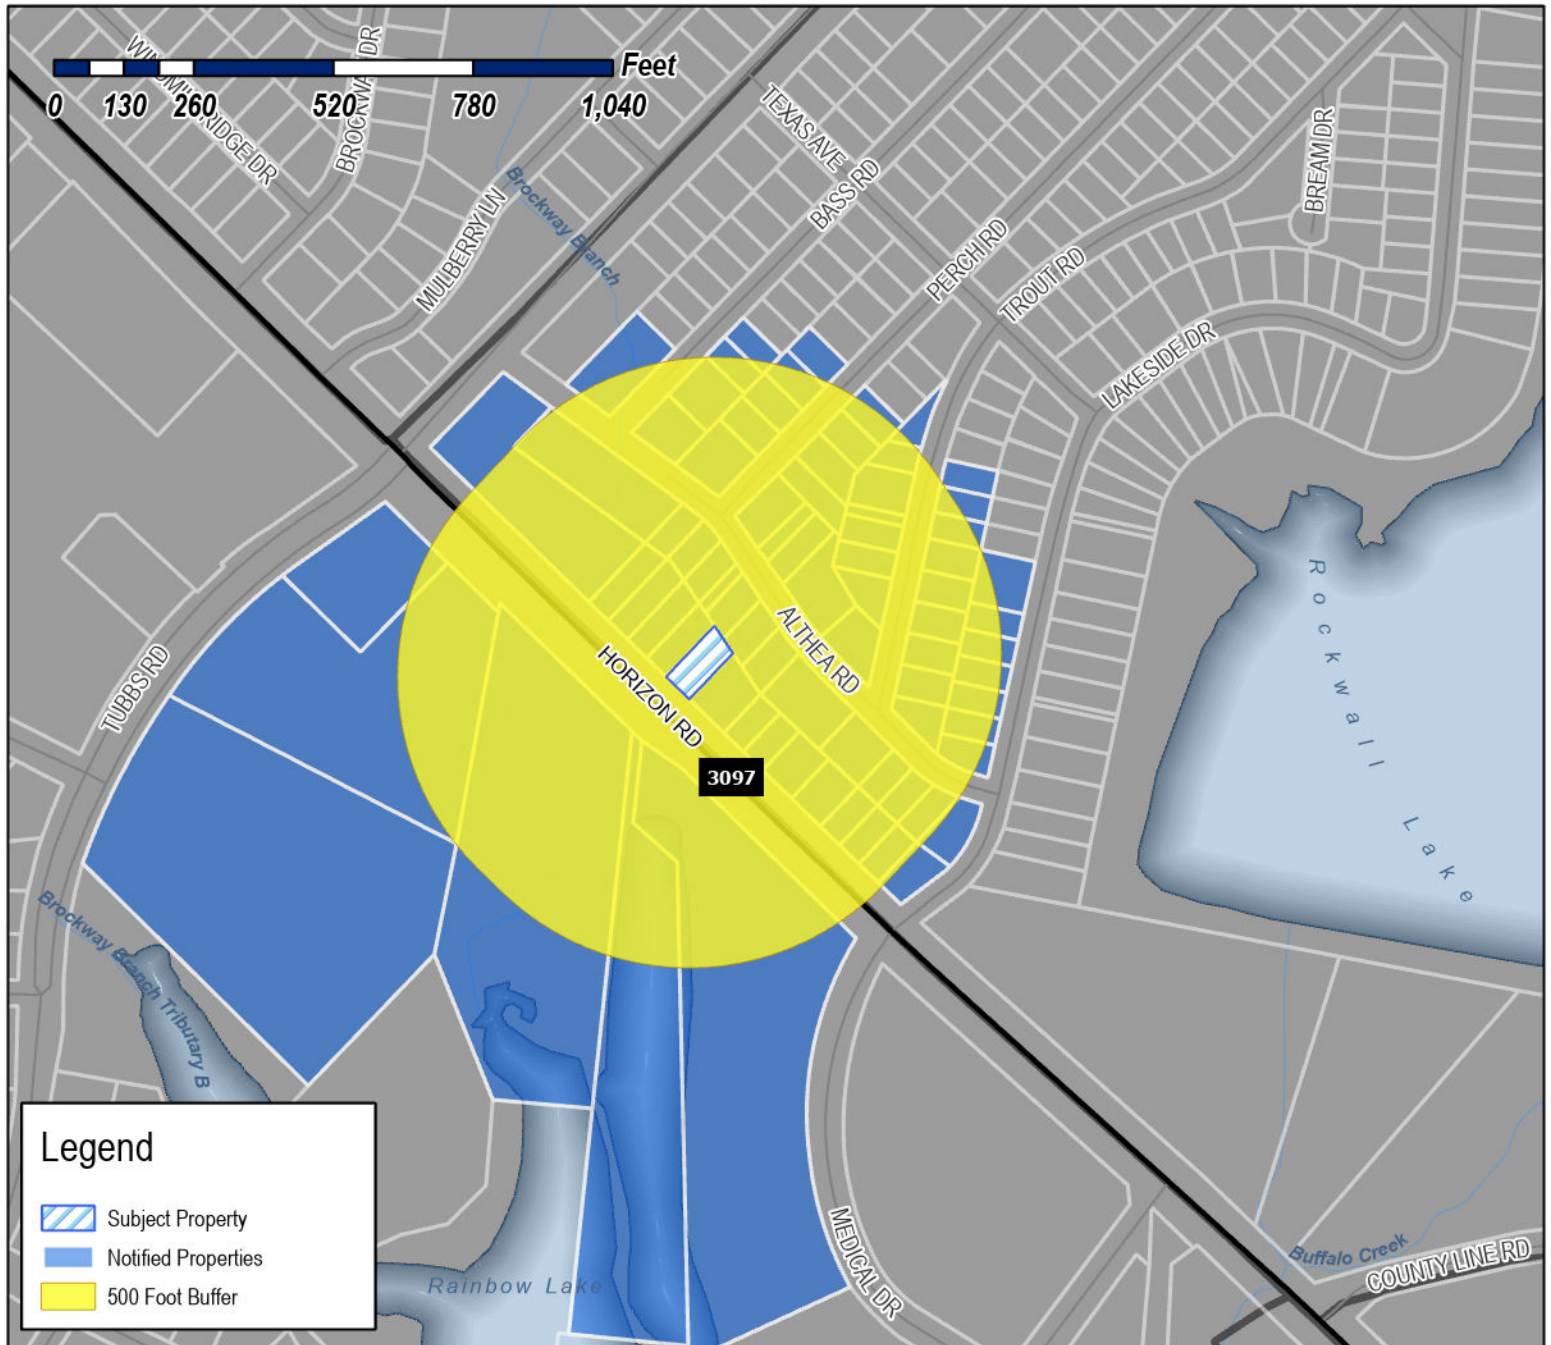 Feet
0 130 260 520 780 1,040
BROCKWAY DR
TEXAS AVE
BREAM DR
BASS RD
MULBERRY LN
Brockway Branch
PERCH RD
TROUT RD
LAKESIDE DR
ALTHEA RD
HORIZON RD
TUBBS RD
3097
Rockwall Lake
Brockway Branch Tributary B
Legend
Subject Property
Notified Properties
500 Foot Buffer
Rainbow Lake
MEDICAL DR
Buffalo Creek
COUNTY LINE RD